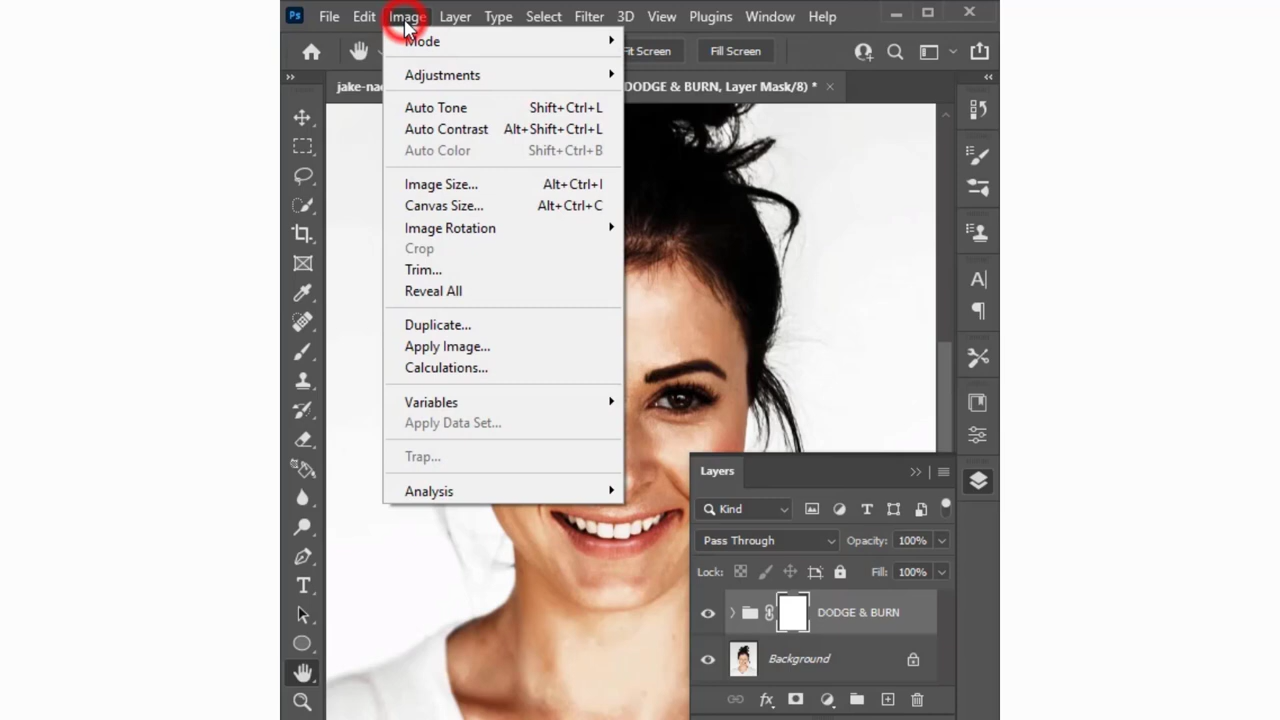 Ps File Edit Image Layer Type Select Filter 3D View Plugins Window Help
Fit Screen Fill Screen
jake-na DODGE & BURN, Layer Mask/8) *
Mode
Adjustments
Auto Tone Shift+Ctrl+L
Auto Contrast Alt+Shift+Ctrl+L
Auto Color Shift+Ctrl+B
Image Size... Alt+Ctrl+I
Canvas Size... Alt+Ctrl+C
Image Rotation
Crop
Trim...
Reveal All
Duplicate...
Apply Image...
Calculations...
Variables
Apply Data Set...
Trap...
Analysis
Layers
Kind
Pass Through Opacity: 100%
Lock: Fill: 100%
DODGE & BURN
Background
fx